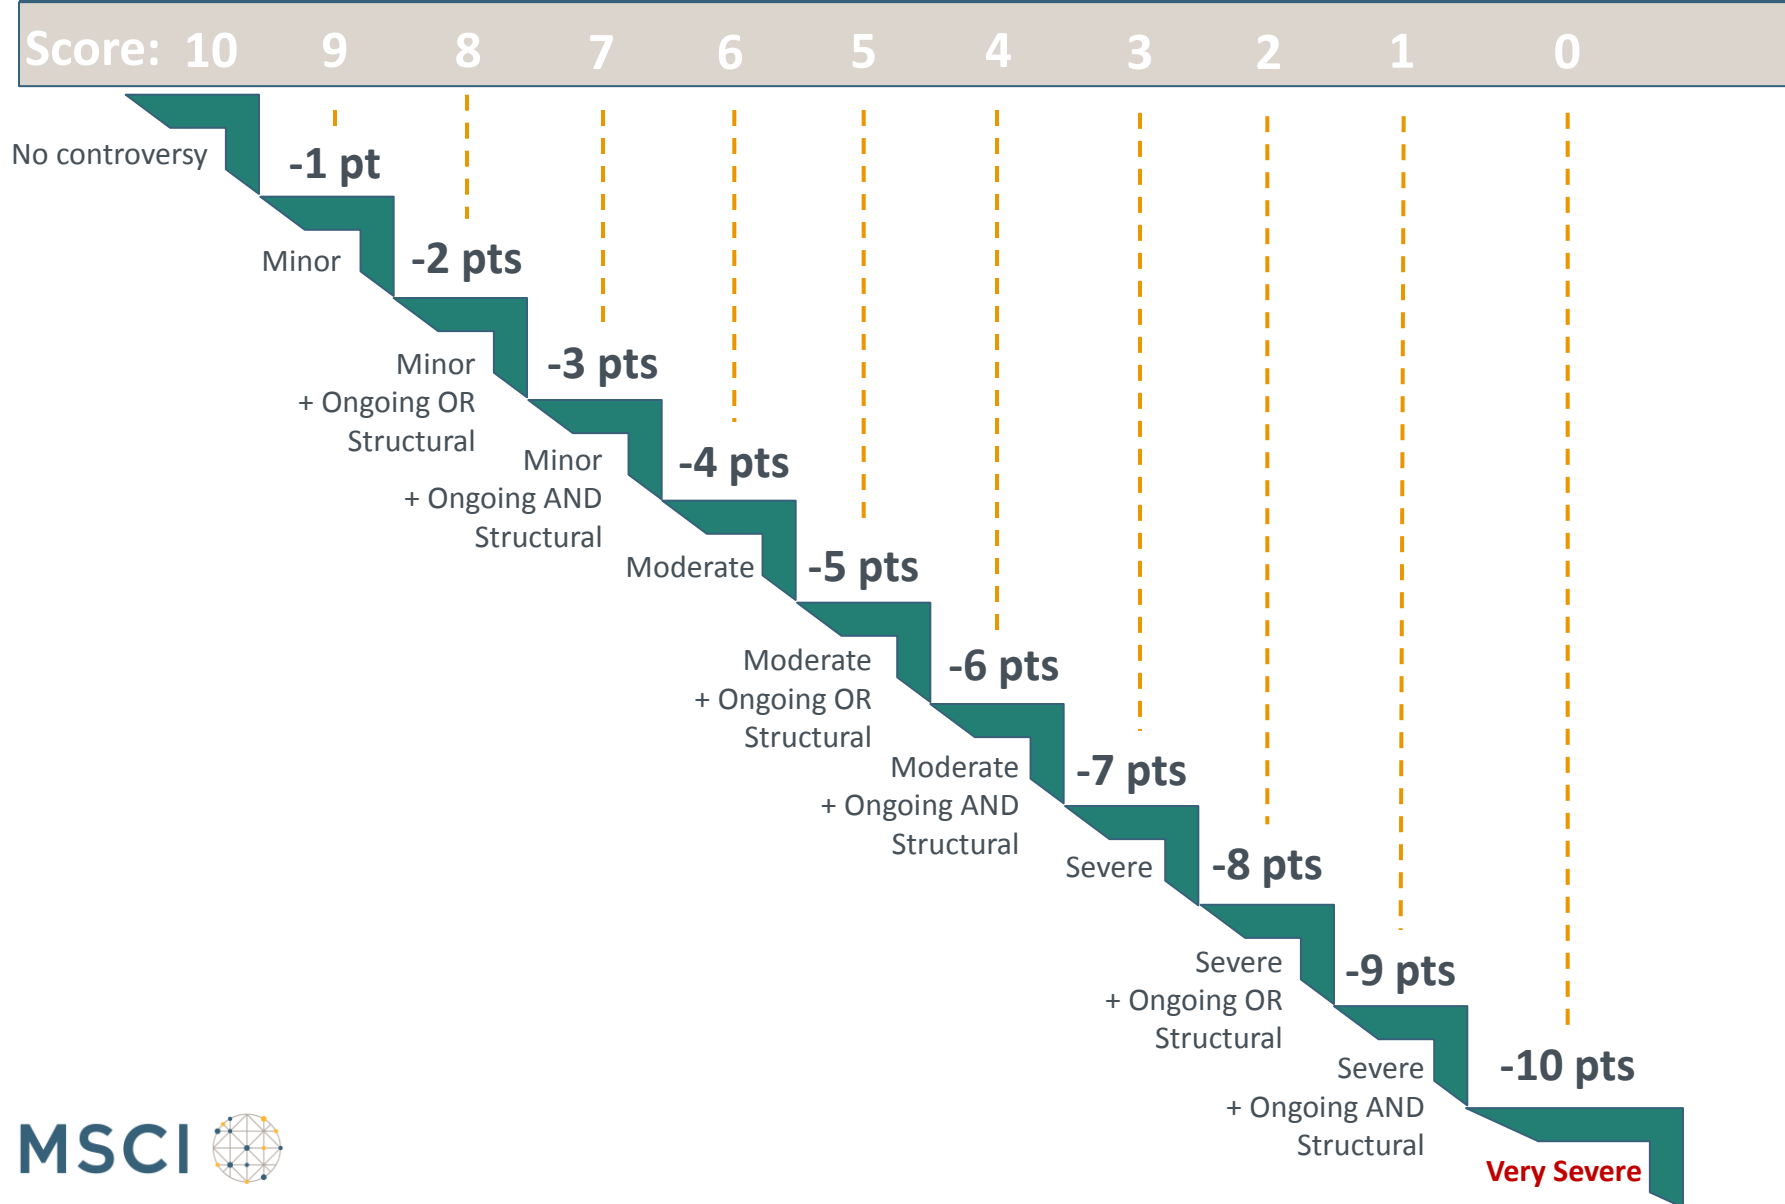 Score: 10 9 8 7 6 5 4 3 2 1 0
No controversy
-1 pt
Minor
-2 pts
Minor
+ Ongoing OR
Structural
-3 pts
Minor
+ Ongoing AND
Structural
-4 pts
Moderate
-5 pts
Moderate
+ Ongoing OR
Structural
-6 pts
Moderate
+ Ongoing AND
Structural
-7 pts
Severe
-8 pts
Severe
+ Ongoing OR
Structural
-9 pts
Severe
+ Ongoing AND
Structural
-10 pts
Very Severe
MSCI